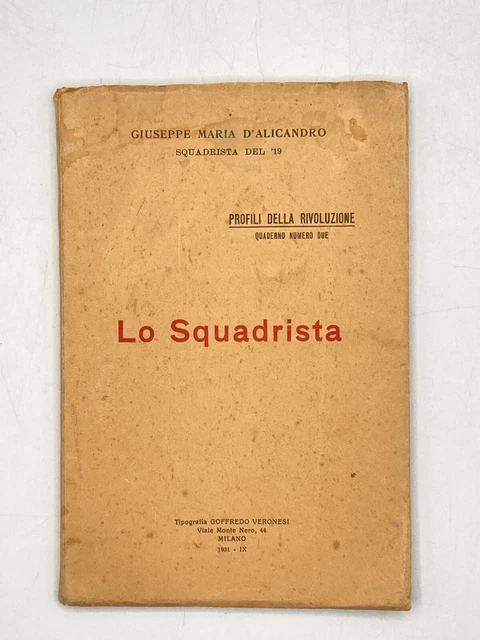 GIUSEPPE MARIA D'ALICANDRO
SQUADRISTA DEL '19
PROFILI DELLA RIVOLUZIONE
QUADERNO NUMERO DUE
Lo Squadrista
Tipografia GOFFREDO VERONESI
Viale Monte Nero, 44
MILANO
1931 - IX